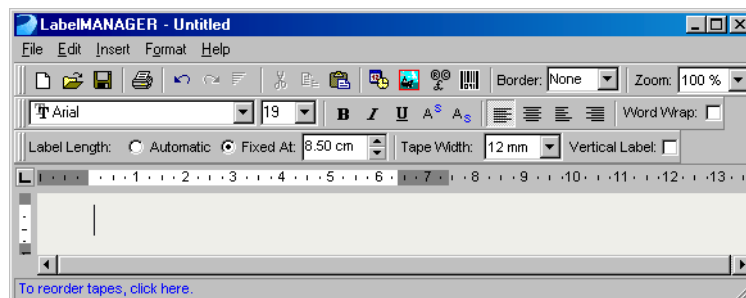 LabelMANAGER - Untitled
File Edit Insert Format Help
Border: None Zoom: 100 %
Arial 19 B I U A S A S Word Wrap:
Label Length: Automatic Fixed At: 8.50 cm Tape Width: 12 mm Vertical Label:
L 1 2 3 4 5 6 7 8 9 10 11 12 13
To reorder tapes, click here.